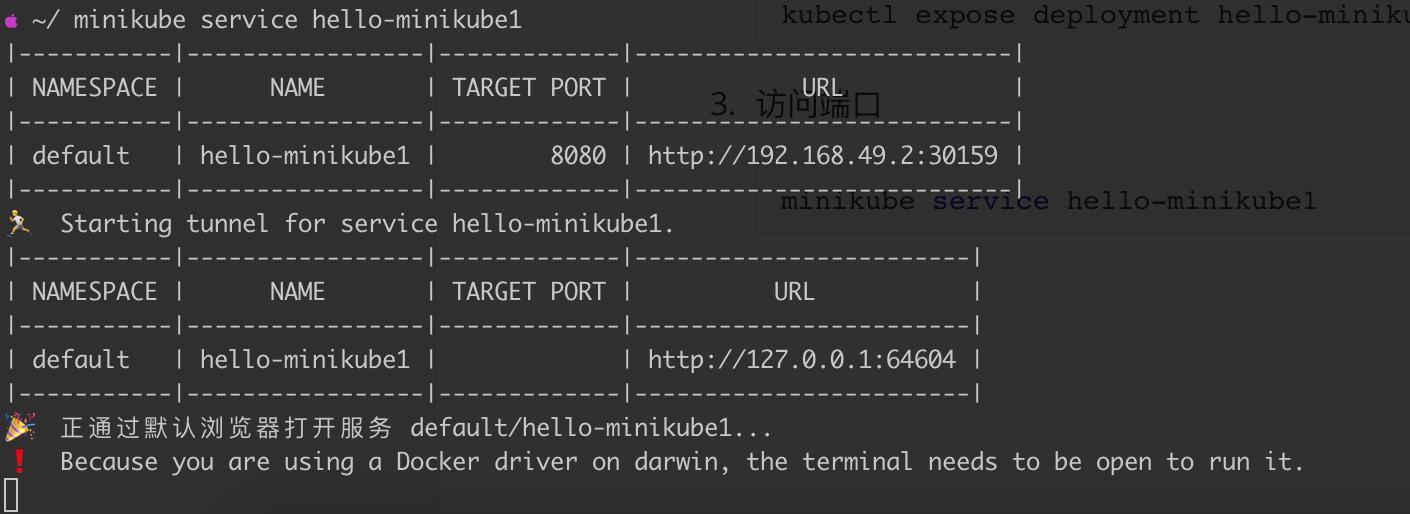 ~/ minikube service hello-minikube1
kubectl expose deployment hello-miniku
|-----------|-----------------|-------------|---------------------------|
| NAMESPACE | NAME | TARGET PORT | URL |
3. 访问端口
|-----------|-----------------|-------------|---------------------------|
| default | hello-minikube1 | 8080 | http://192.168.49.2:30159 |
|-----------|-----------------|-------------|---------------------------|
minikube service hello-minikube1
🏃 Starting tunnel for service hello-minikube1.
|-----------|-----------------|-------------|------------------------|
| NAMESPACE | NAME | TARGET PORT | URL |
|-----------|-----------------|-------------|------------------------|
| default | hello-minikube1 | | http://127.0.0.1:64604 |
|-----------|-----------------|-------------|------------------------|
🎉 正通过默认浏览器打开服务 default/hello-minikube1...
❗ Because you are using a Docker driver on darwin, the terminal needs to be open to run it.